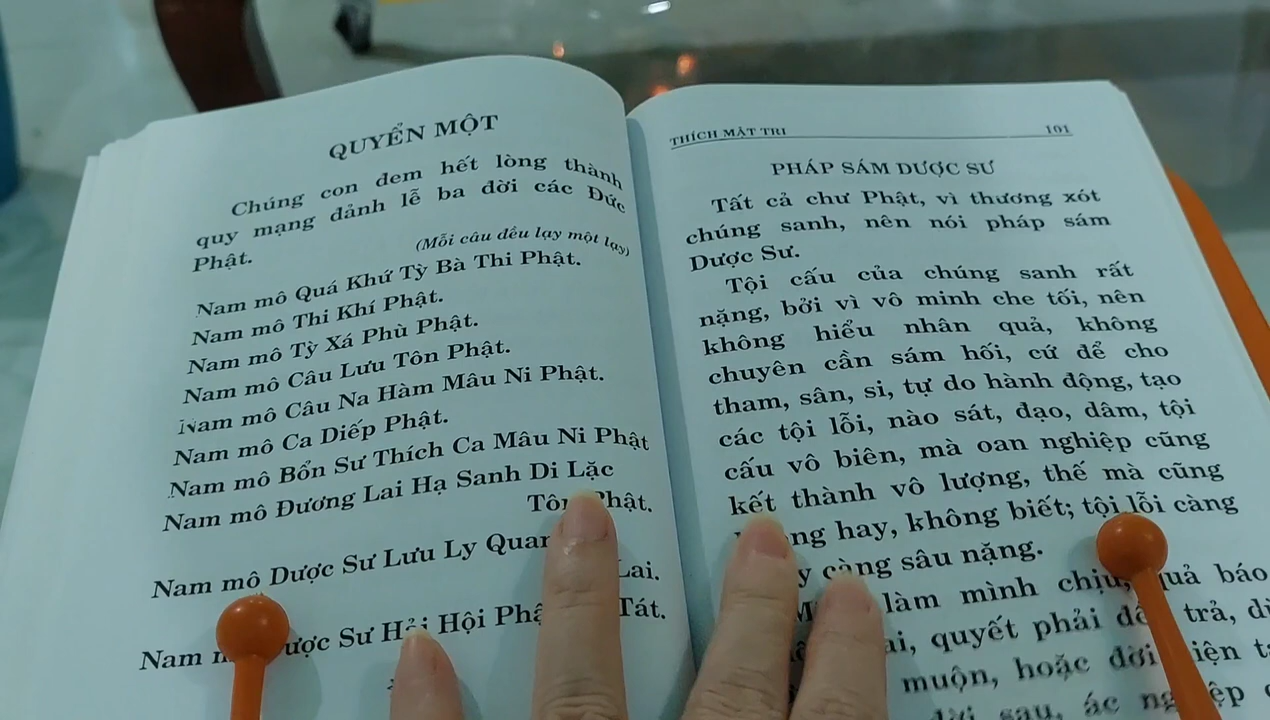 QUYỂN MỘT
Chúng con đem hết lòng thành
quy mạng đảnh lễ ba đời các Đức
Phật.
(Mỗi câu đều lạy một lạy)
Nam mô Quá Khứ Tỳ Bà Thi Phật.
Nam mô Thi Khí Phật.
Nam mô Tỳ Xá Phù Phật.
Nam mô Câu Lưu Tôn Phật.
Nam mô Câu Na Hàm Mâu Ni Phật.
Nam mô Ca Diếp Phật.
Nam mô Bổn Sư Thích Ca Mâu Ni Phật
Nam mô Đương Lai Hạ Sanh Di Lặc
Tôn Phật.
Nam mô Dược Sư Lưu Ly
Lai.
Nam Dược Sư Hải Hội Tát.
THÍCH MẬT TRI 101
PHÁP SÁM DƯỢC SƯ
Tất cả chư Phật, vì thương xót
chúng sanh, nên nói pháp sám
Dược Sư.
Tội cấu của chúng sanh rất
nặng, bởi vì vô minh che tối, nên
không hiểu nhân quả, không
chuyên cần sám hối, cứ để cho
tham, sân, si, tự do hành động, tạo
các tội lỗi, nào sát, đạo, dâm, tội
cấu vô biên, mà oan nghiệp cũng
kết thành vô lượng, thế mà cũng
hay, không biết; tội lỗi càng
càng sâu nặng.
làm mình chịu, quả báo
quyết phải trả,
muộn, hoặc đời
đời sau, ác